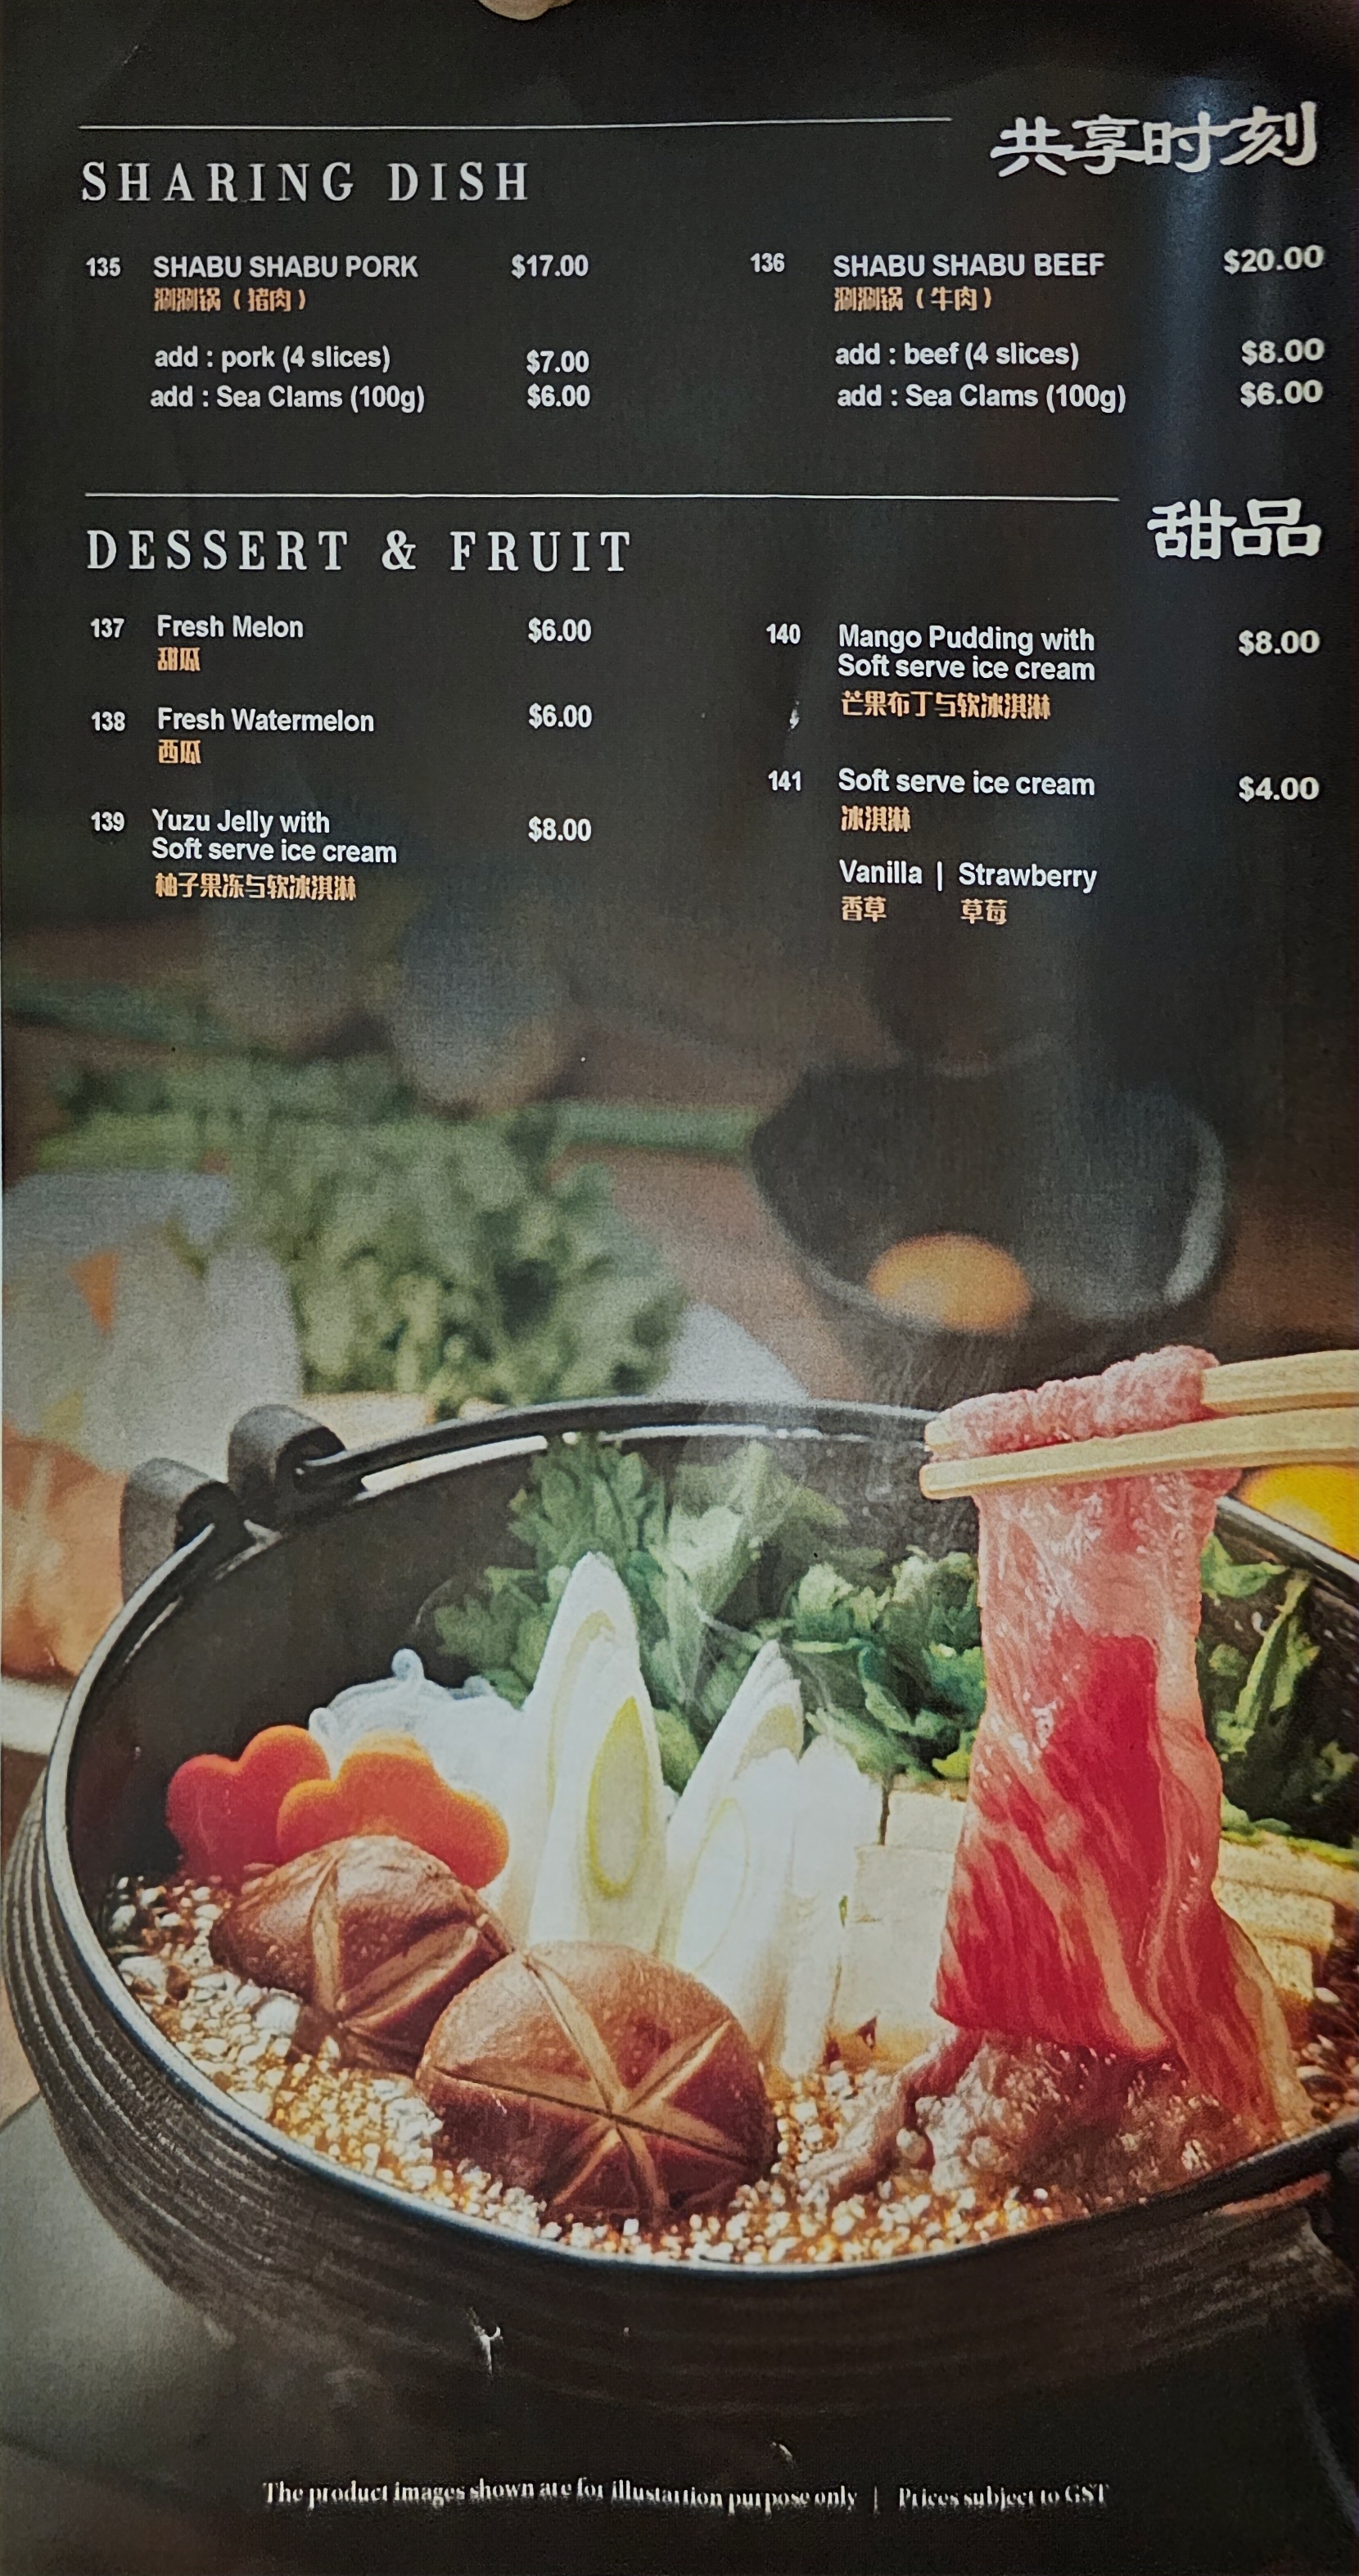 共享时刻
SHARING DISH
135 SHABU SHABU PORK $17.00
涮涮锅（猪肉）
add : pork (4 slices) $7.00
add : Sea Clams (100g) $6.00
136 SHABU SHABU BEEF $20.00
涮涮锅（牛肉）
add : beef (4 slices) $8.00
add : Sea Clams (100g) $6.00
甜品
DESSERT & FRUIT
137 Fresh Melon $6.00
甜瓜
138 Fresh Watermelon $6.00
西瓜
139 Yuzu Jelly with $8.00
Soft serve ice cream
柚子果冻与软冰淇淋
140 Mango Pudding with $8.00
Soft serve ice cream
芒果布丁与软冰淇淋
141 Soft serve ice cream $4.00
冰淇淋
Vanilla | Strawberry
香草 草莓
The product images shown are for illustartion purpose only | Prices subject to GST